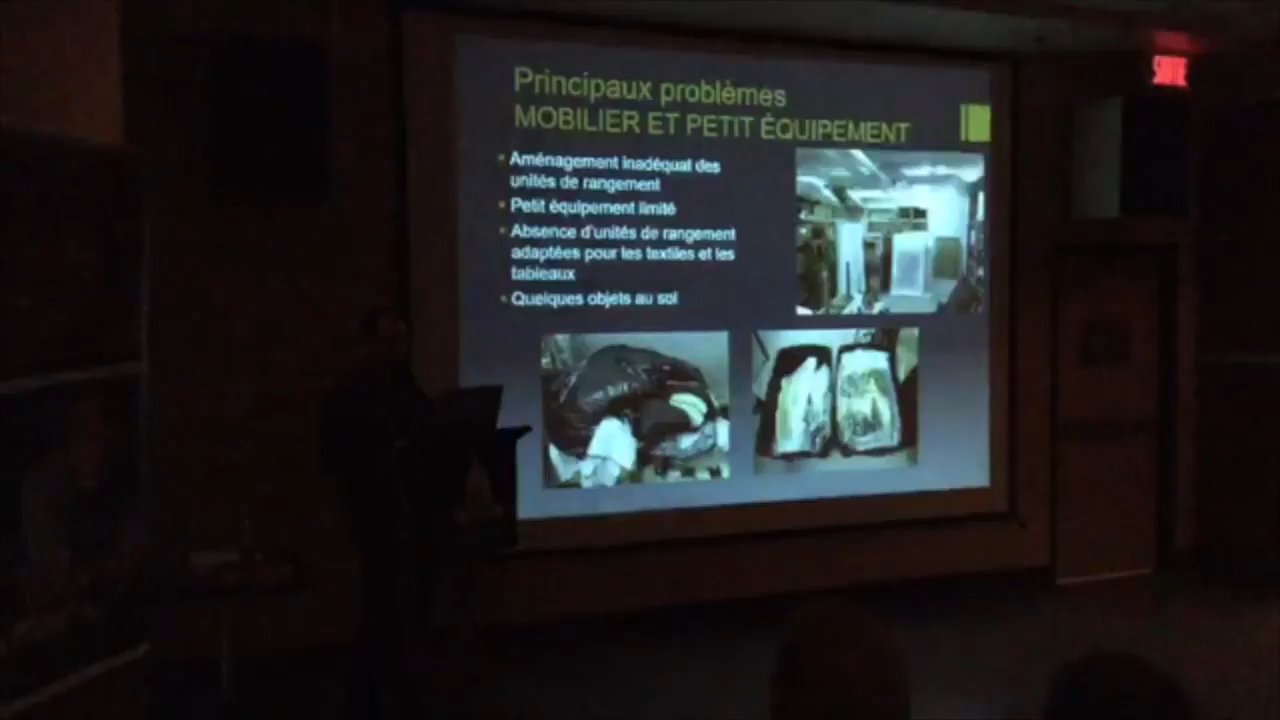 Principaux problèmes
MOBILIER ET PETIT ÉQUIPEMENT
Aménagement inadéquat des
unités de rangement
Petit équipement limité
Absence d'unités de rangement
adaptées pour les textiles et les
tableaux
Quelques objets au sol
SORTIE